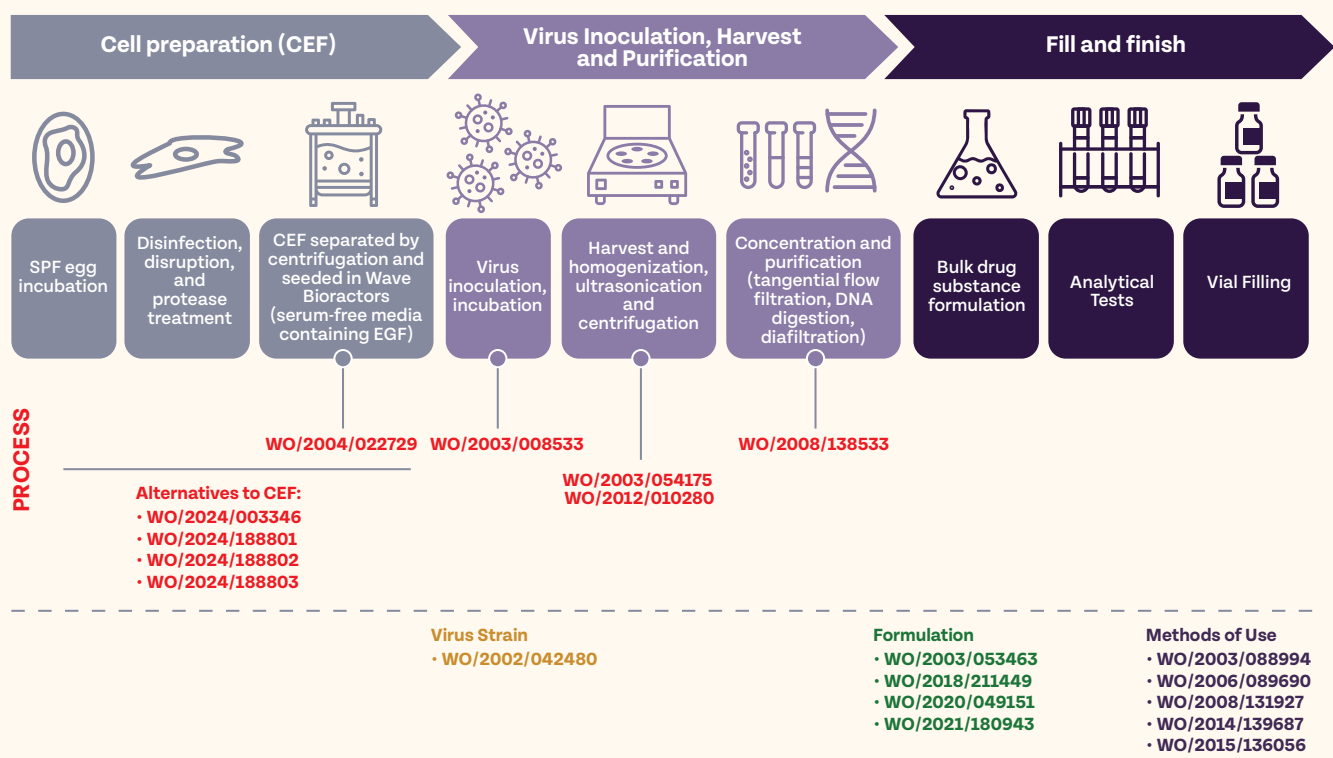 Cell preparation (CEF)
Virus Inoculation, Harvest
and Purification
Fill and finish
SPF egg
incubation
Disinfection,
disruption,
and
protease
treatment
CEF separated by
centrifugation and
seeded in Wave
Bioractors
(serum-free media
containing EGF)
Virus
inoculation,
incubation
Harvest and
homogenization,
ultrasonication
and
centrifugation
Concentration and
purification
(tangential flow
filtration, DNA
digestion,
diafiltration)
Bulk drug
substance
formulation
Analytical
Tests
Vial Filling
PROCESS
WO/2004/022729
WO/2003/008533
WO/2003/054175
WO/2012/010280
WO/2008/138533
Alternatives to CEF:
• WO/2024/003346
• WO/2024/188801
• WO/2024/188802
• WO/2024/188803
Virus Strain
• WO/2002/042480
Formulation
• WO/2003/053463
• WO/2018/211449
• WO/2020/049151
• WO/2021/180943
Methods of Use
• WO/2003/088994
• WO/2006/089690
• WO/2008/131927
• WO/2014/139687
• WO/2015/136056